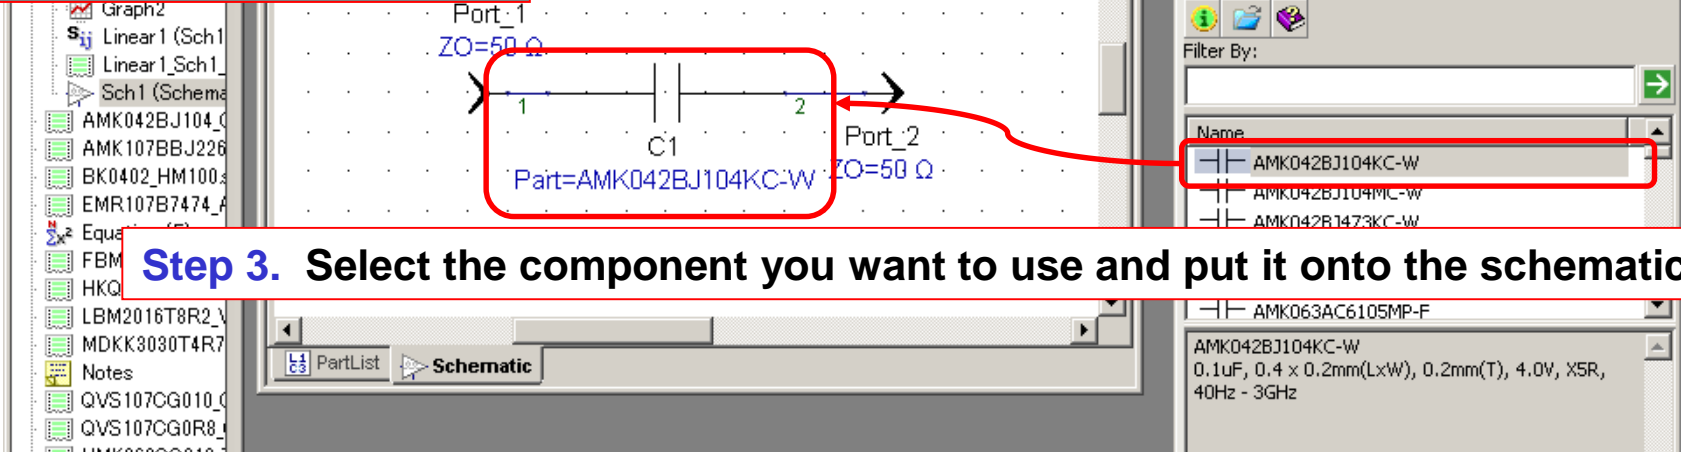 Graph2
Sij Linear1 (Sch1
Linear1_Sch1_
Sch1 (Schema
AMK042BJ104_
AMK107BBJ226
BK0402_HM100.s
EMR107B7474_A
Equa
FBM
HKQ
LBM2016T8R2_
MDKK3030T4R7
Notes
QVS107CG010_
QVS107CG0R8_
Port_1
ZO=50 Ω
1
2
C1
Port_2
ZO=50 Ω
Part=AMK042BJ104KC-W
Step 3. Select the component you want to use and put it onto the schematic
PartList
Schematic
Filter By:
Name
AMK042BJ104KC-W
AMK042BJ104MC-W
AMK042BJ473KC-W
AMK063AC6105MP-F
AMK042BJ104KC-W
0.1uF, 0.4 x 0.2mm(LxW), 0.2mm(T), 4.0V, X5R,
40Hz - 3GHz